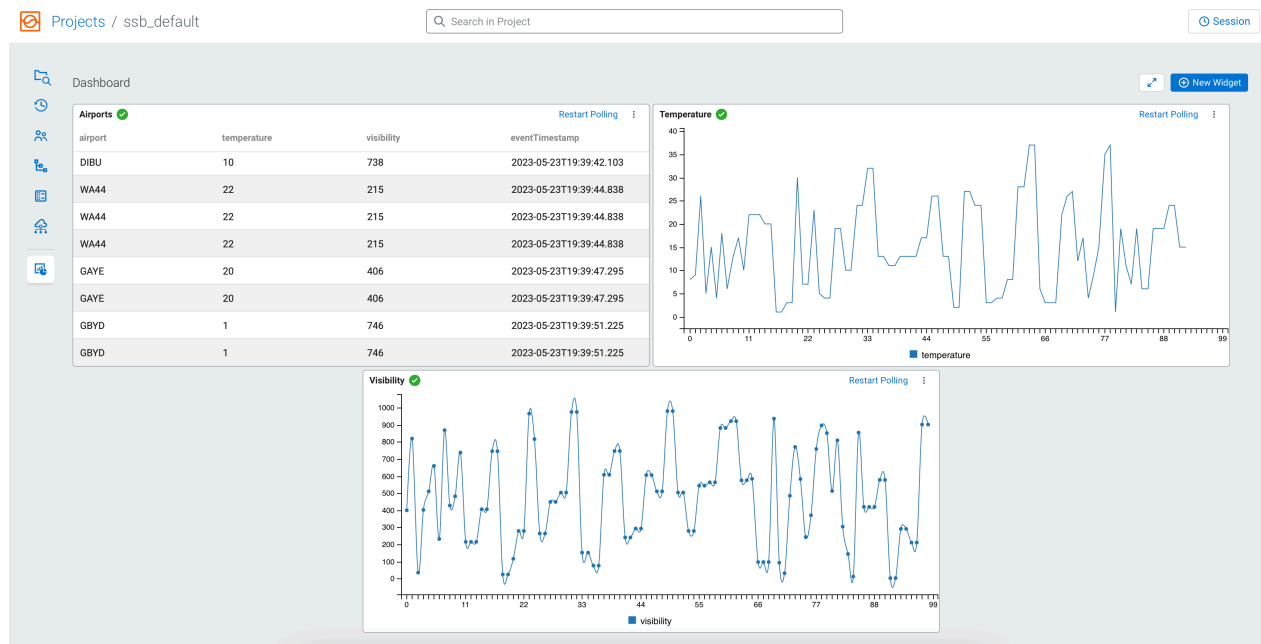 Projects / ssb_default
Search in Project
Session
Dashboard
New Widget
Airports
Restart Polling
airport temperature visibility eventTimestamp
DIBU 10 738 2023-05-23T19:39:42.103
WA44 22 215 2023-05-23T19:39:44.838
WA44 22 215 2023-05-23T19:39:44.838
WA44 22 215 2023-05-23T19:39:44.838
GAYE 20 406 2023-05-23T19:39:47.295
GAYE 20 406 2023-05-23T19:39:47.295
GBYD 1 746 2023-05-23T19:39:51.225
GBYD 1 746 2023-05-23T19:39:51.225
Temperature
Restart Polling
40
35
30
25
20
15
10
5
0
0 11 22 33 44 55 66 77 88 99
temperature
Visibility
Restart Polling
1000
900
800
700
600
500
400
300
200
100
0
0 11 22 33 44 55 66 77 88 99
visibility